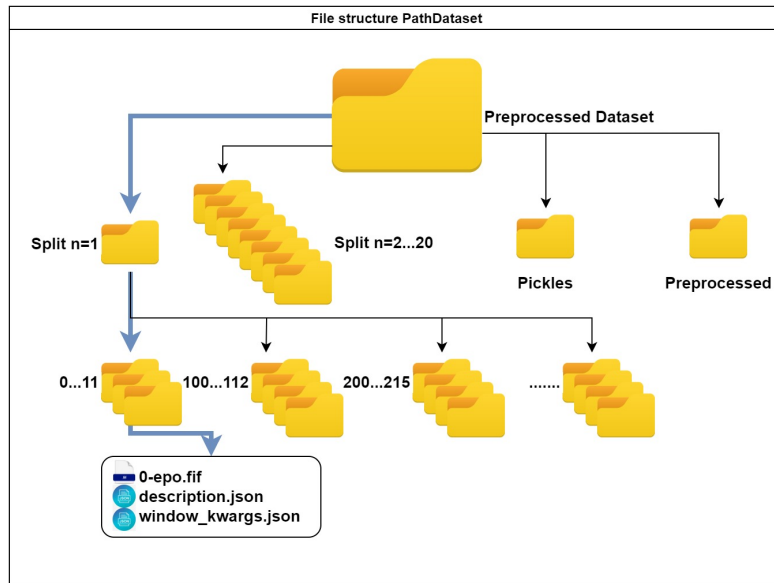 File structure PathDataset
Preprocessed Dataset
Split n=1
Split n=2...20
Pickles
Preprocessed
0...11
100...112
200...215
.......
0-epo.fif
description.json
window_kwargs.json